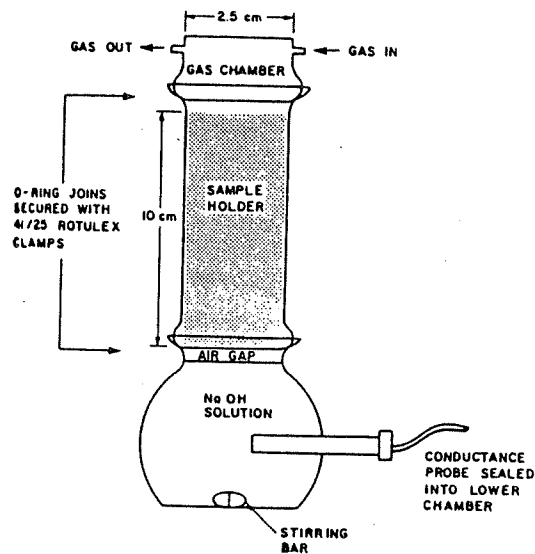 2.5 cm
GAS OUT
GAS IN
GAS CHAMBER
O-RING JOINS
SECURED WITH
41/25 ROTULEX
CLAMPS
10 cm
SAMPLE
HOLDER
AIR GAP
NaOH
SOLUTION
CONDUCTANCE
PROBE SEALED
INTO LOWER
CHAMBER
STIRRING
BAR